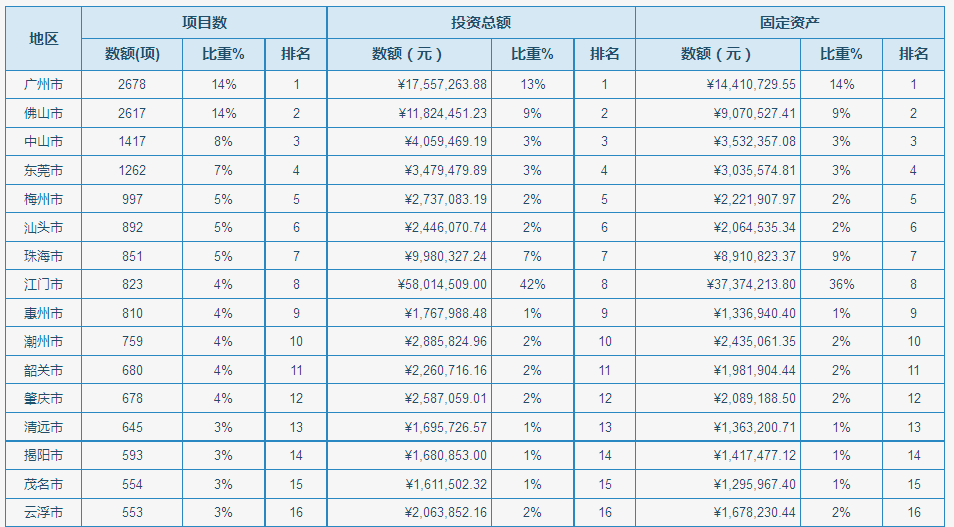 地区 项目数 投资总额 固定资产
数额(项) 比重% 排名 数额（元） 比重% 排名 数额（元） 比重% 排名
广州市 2678 14% 1 ¥17,557,263.88 13% 1 ¥14,410,729.55 14% 1
佛山市 2617 14% 2 ¥11,824,451.23 9% 2 ¥9,070,527.41 9% 2
中山市 1417 8% 3 ¥4,059,469.19 3% 3 ¥3,532,357.08 3% 3
东莞市 1262 7% 4 ¥3,479,479.89 3% 4 ¥3,035,574.81 3% 4
梅州市 997 5% 5 ¥2,737,083.19 2% 5 ¥2,221,907.97 2% 5
汕头市 892 5% 6 ¥2,446,070.74 2% 6 ¥2,064,535.34 2% 6
珠海市 851 5% 7 ¥9,980,327.24 7% 7 ¥8,910,823.37 9% 7
江门市 823 4% 8 ¥58,014,509.00 42% 8 ¥37,374,213.80 36% 8
惠州市 810 4% 9 ¥1,767,988.48 1% 9 ¥1,336,940.40 1% 9
潮州市 759 4% 10 ¥2,885,824.96 2% 10 ¥2,435,061.35 2% 10
韶关市 680 4% 11 ¥2,260,716.16 2% 11 ¥1,981,904.44 2% 11
肇庆市 678 4% 12 ¥2,587,059.01 2% 12 ¥2,089,188.50 2% 12
清远市 645 3% 13 ¥1,695,726.57 1% 13 ¥1,363,200.71 1% 13
揭阳市 593 3% 14 ¥1,680,853.00 1% 14 ¥1,417,477.12 1% 14
茂名市 554 3% 15 ¥1,611,502.32 1% 15 ¥1,295,967.40 1% 15
云浮市 553 3% 16 ¥2,063,852.16 2% 16 ¥1,678,230.44 2% 16